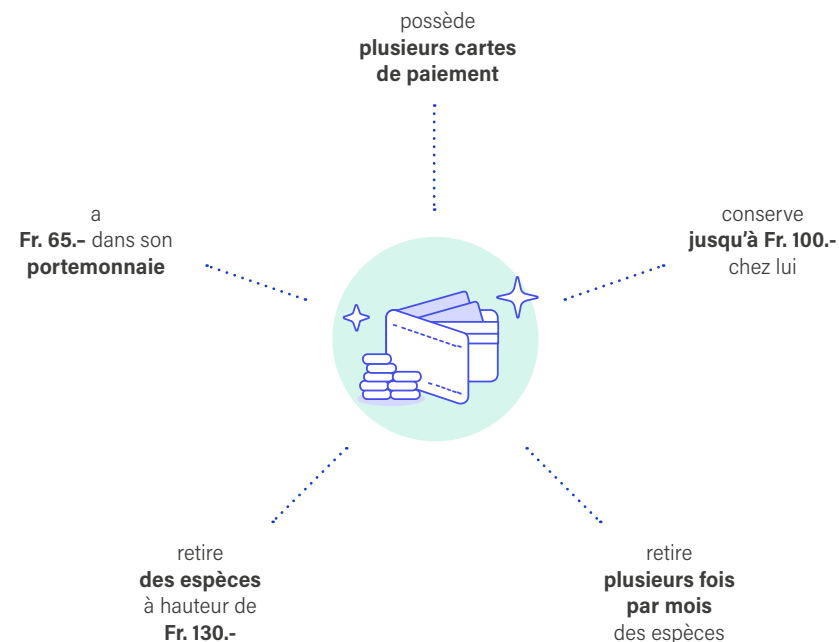 possède
plusieurs cartes
de paiement
a
Fr. 65.– dans son
portemonnaie
conserve
jusqu’à Fr. 100.-
chez lui
retire
des espèces
à hauteur de
Fr. 130.-
retire
plusieurs fois
par mois
des espèces